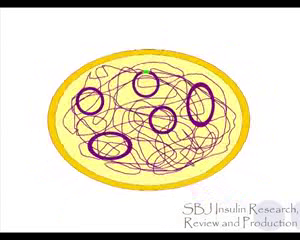 SBJ Insulin Research,
Review and Production